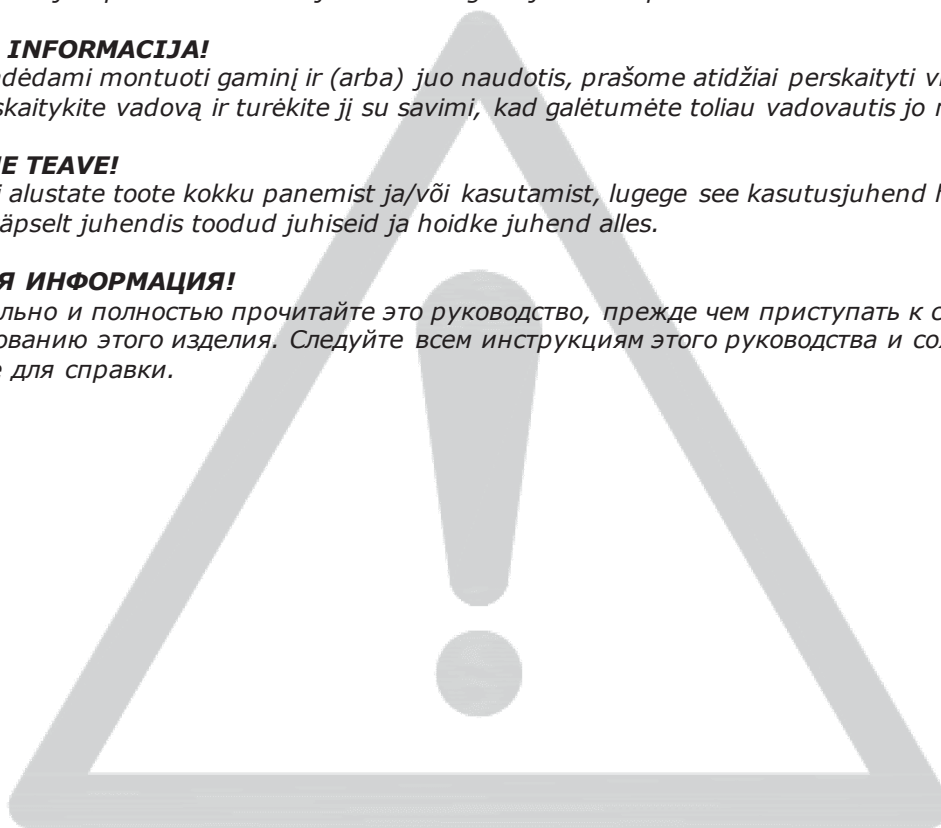 INFORMACIJA!
dėdami montuoti gaminį ir (arba) juo naudotis, prašome atidžiai perskaityti
skaitykite vadovą ir turėkite jį su savimi, kad galėtumėte toliau vadovautis jo
E TEAVE!
i alustate toote kokku panemist ja/või kasutamist, lugege see kasutusjuhend
äpselt juhendis toodud juhiseid ja hoidke juhend alles.
Я ИНФОРМАЦИЯ!
льно и полностью прочитайте это руководство, прежде чем приступать к с
ованию этого изделия. Следуйте всем инструкциям этого руководства и со
е для справки.